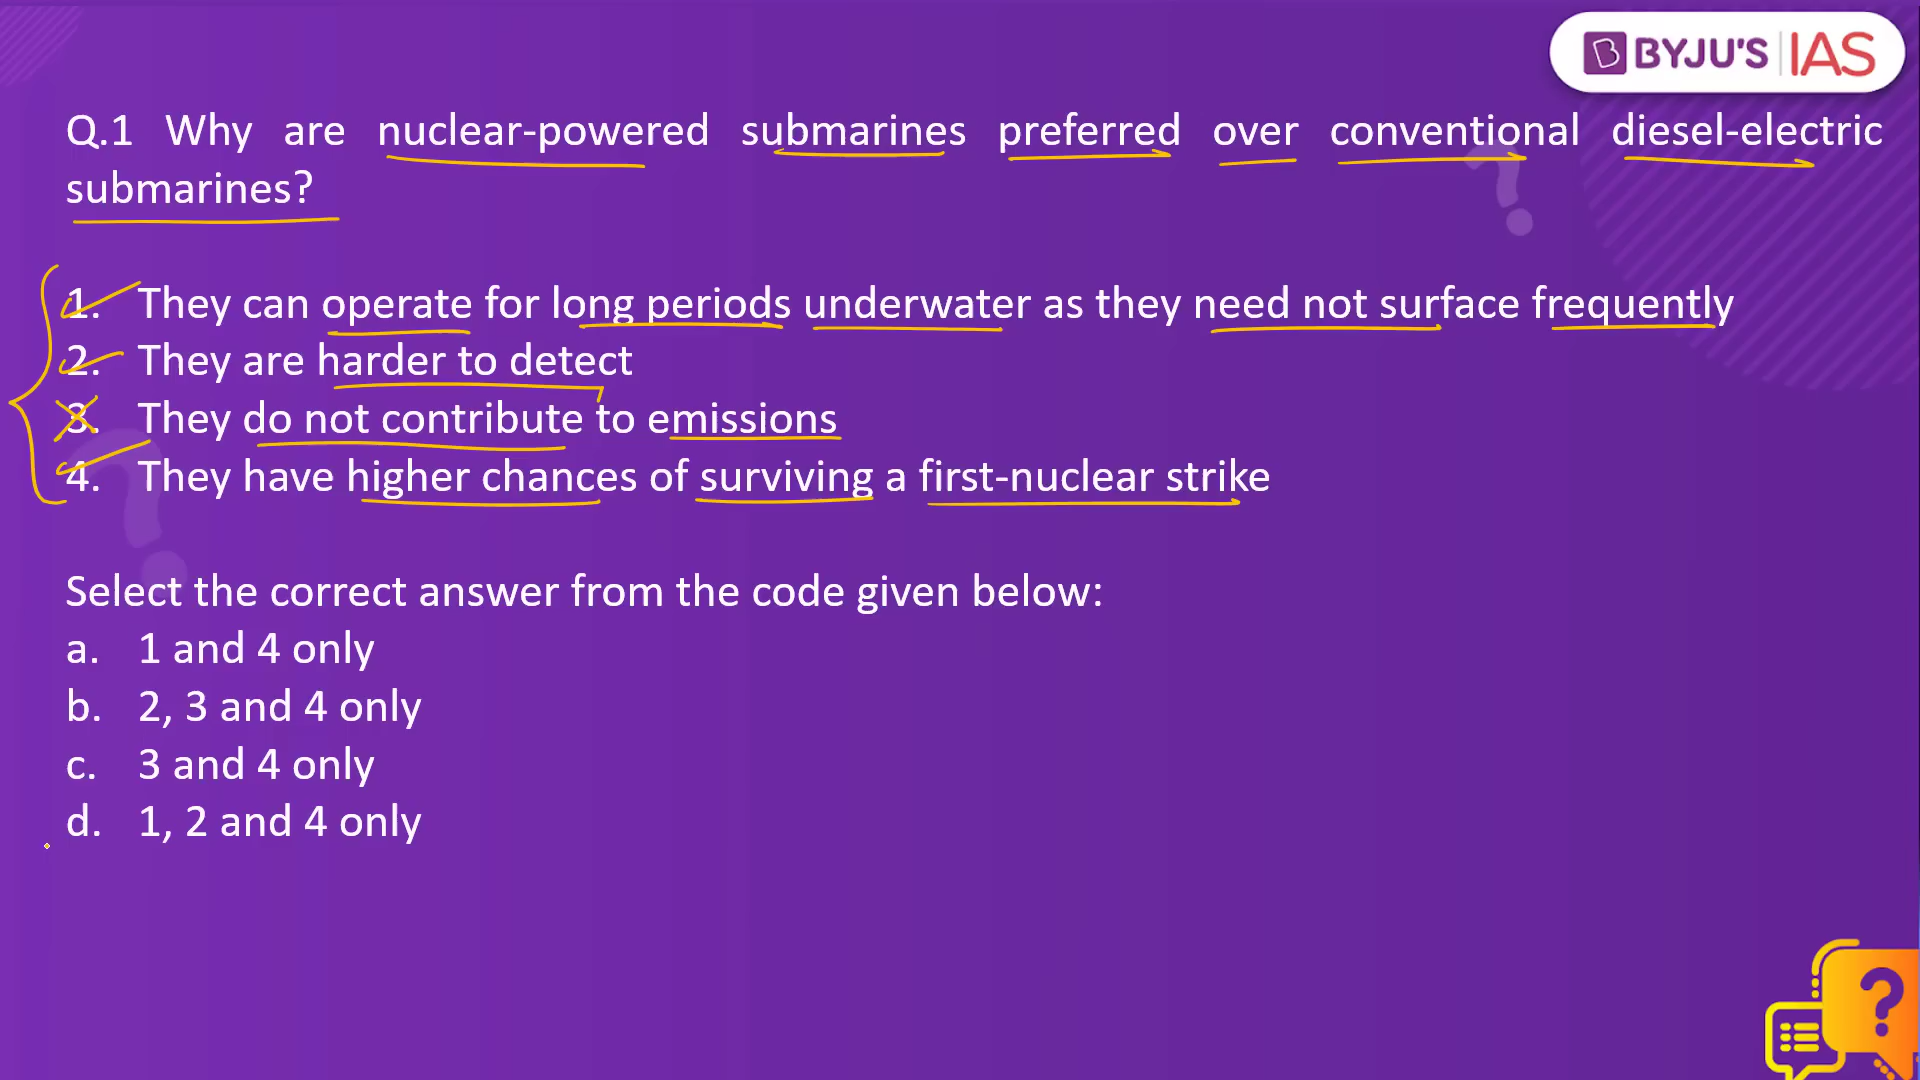 BYJU'S IAS
Q.1 Why are nuclear-powered submarines preferred over conventional diesel-electric
submarines?
1. They can operate for long periods underwater as they need not surface frequently
2. They are harder to detect
3. They do not contribute to emissions
4. They have higher chances of surviving a first-nuclear strike
Select the correct answer from the code given below:
a. 1 and 4 only
b. 2, 3 and 4 only
c. 3 and 4 only
d. 1, 2 and 4 only